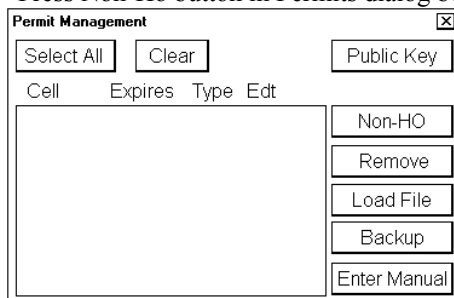 Press Non-Ho button in Permits dialog
Permit Management
Select All Clear Public Key
Cell Expires Type Edt
Non-HO
Remove
Load File
Backup
Enter Manual